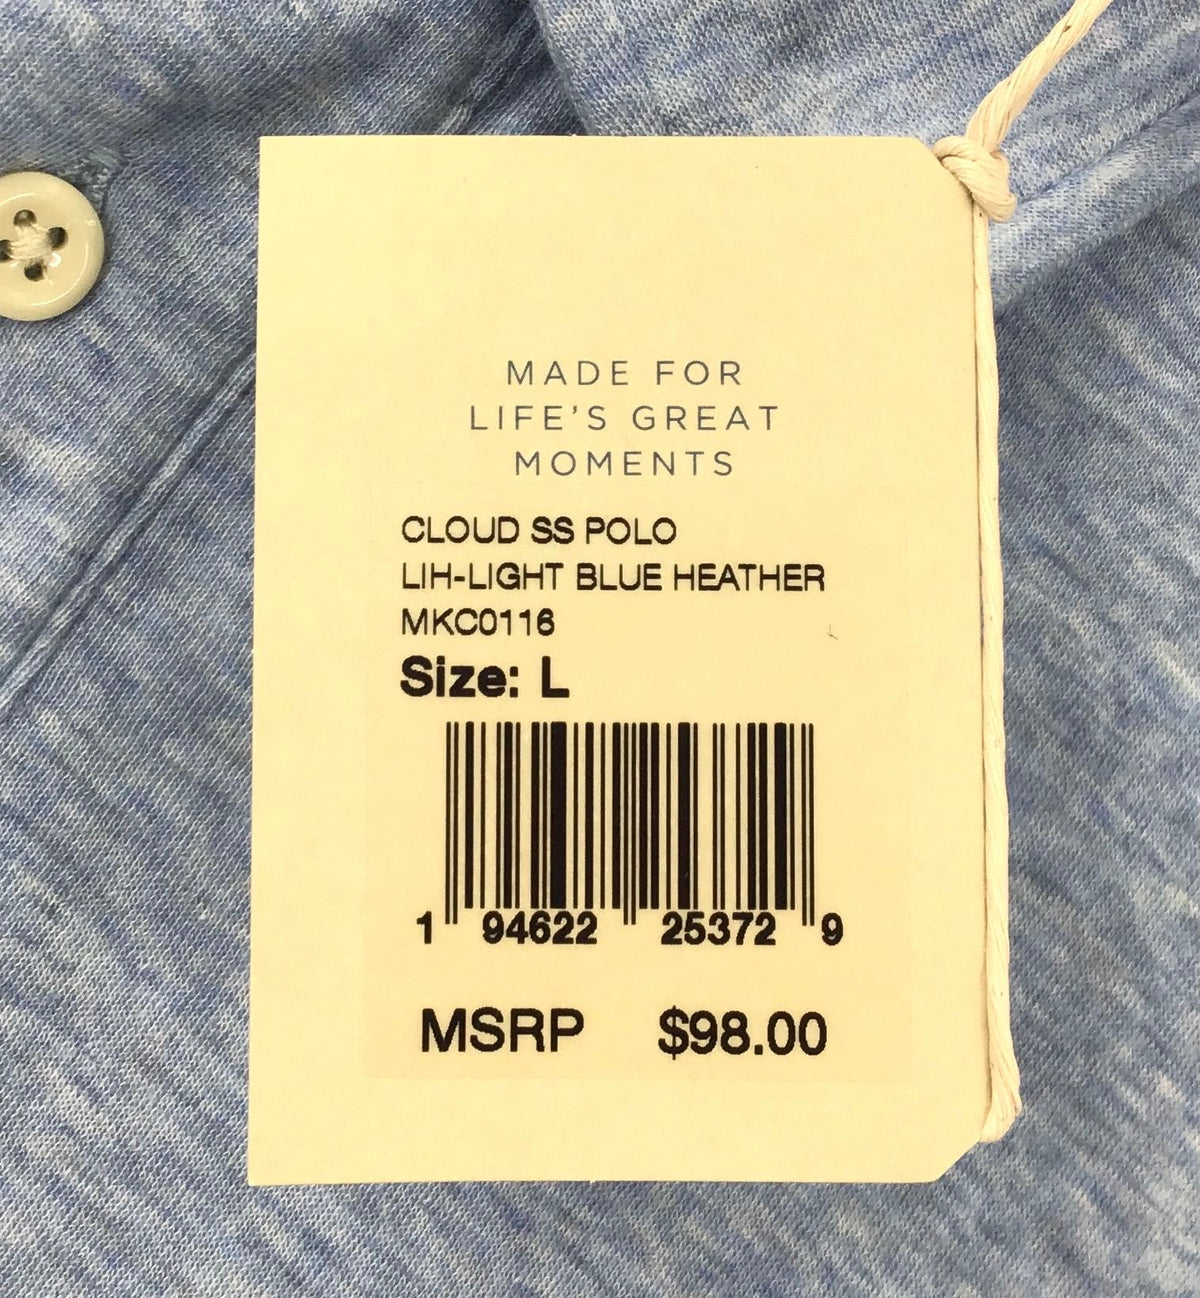 MADE FOR
LIFE'S GREAT
MOMENTS
CLOUD SS POLO
LIH-LIGHT BLUE HEATHER
MKC0116
Size: L
1 94622 25372 9
MSRP $98.00